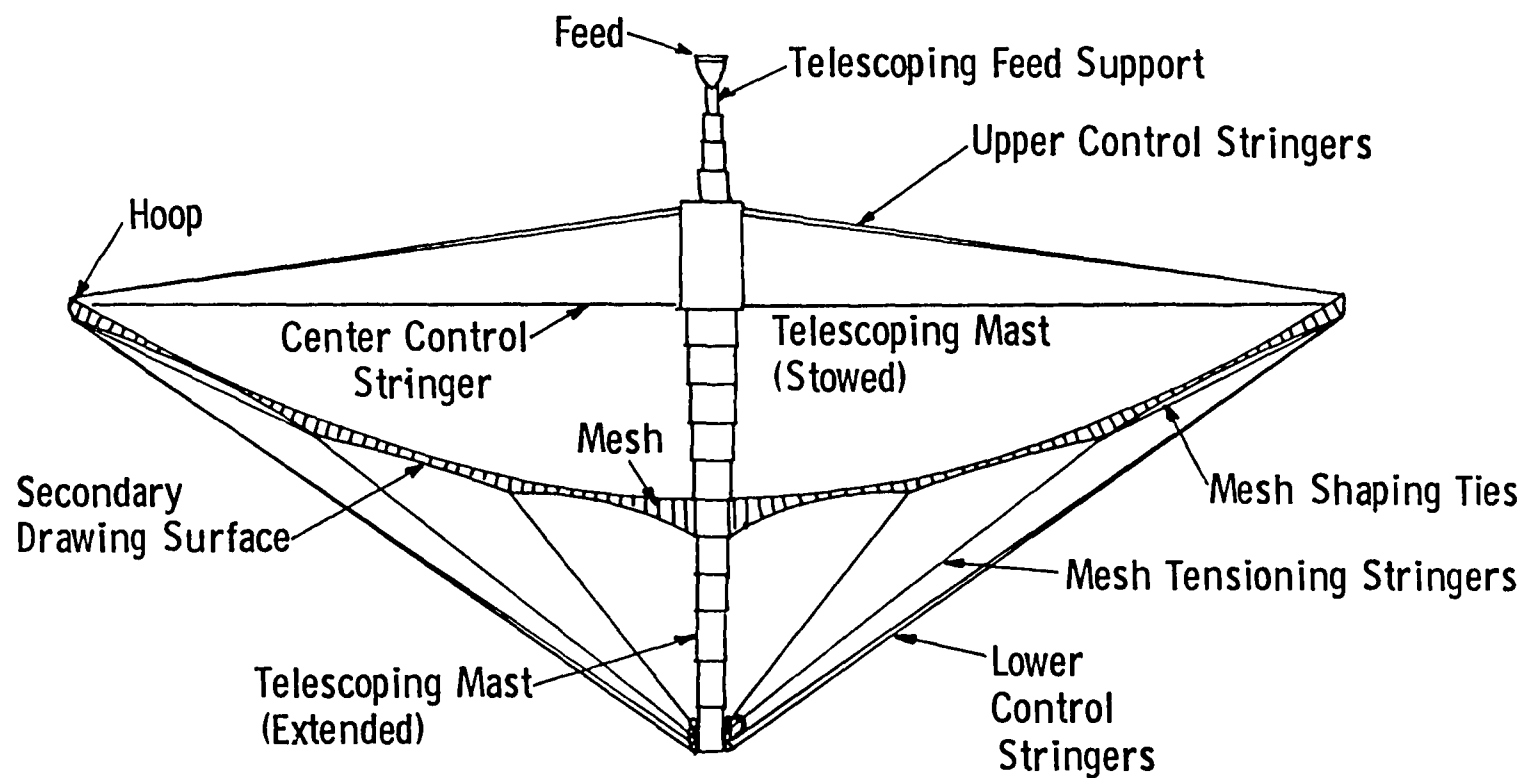 Feed
Telescoping Feed Support
Upper Control Stringers
Hoop
Center Control
Stringer
Telescoping Mast
(Stowed)
Mesh
Secondary
Drawing Surface
Mesh Shaping Ties
Mesh Tensioning Stringers
Lower
Control
Stringers
Telescoping Mast
(Extended)